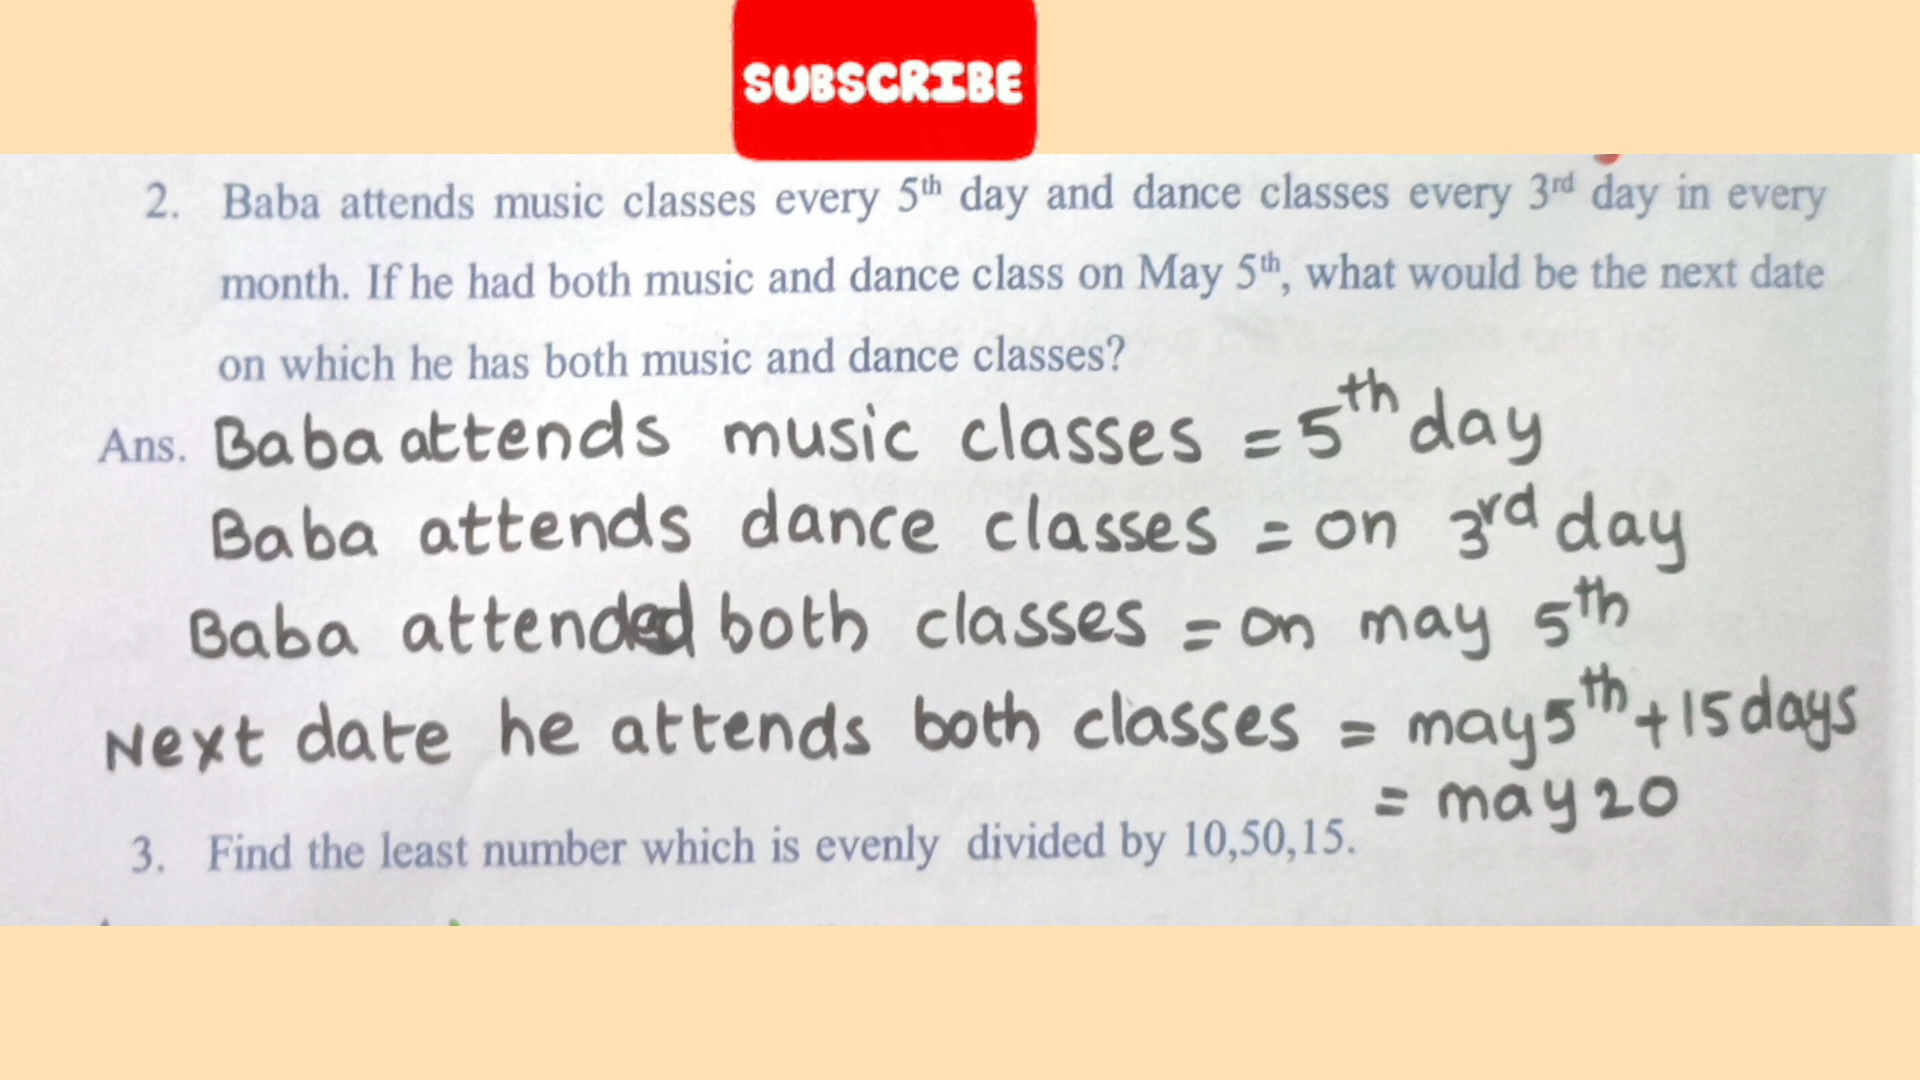 SUBSCRIBE
2. Baba attends music classes every 5th day and dance classes every 3rd day in every
month. If he had both music and dance class on May 5th, what would be the next date
on which he has both music and dance classes?
Ans. Baba attends music classes = 5th day
Baba attends dance classes = on 3rd day
Baba attended both classes = on may 5th
Next date he attends both classes = may 5th + 15 days
= may 20
3. Find the least number which is evenly divided by 10,50,15.